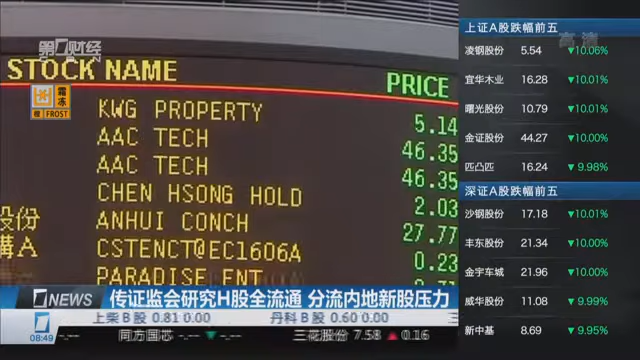 第1财经
高清
霜冻
橙 FROST
STOCK NAME PRICE
KWG PROPERTY 5.14
AAC TECH 46.35
AAC TECH 46.35
CHEN HSONG HOLD 2.03
股份 ANHUI CONCH 27.77
購A CSTENCT@EC1606A 0.23
PARADISE ENT
上证A股跌幅前五
凌钢股份 5.54 ▼10.06%
宜华木业 16.28 ▼10.01%
曙光股份 10.79 ▼10.01%
金证股份 44.27 ▼10.00%
匹凸匹 16.24 ▼9.98%
深证A股跌幅前五
沙钢股份 17.18 ▼10.01%
丰东股份 21.34 ▼10.00%
金宇车城 21.96 ▼10.00%
威华股份 11.08 ▼9.99%
新中基 8.69 ▼9.95%
NEWS 传证监会研究H股全流通 分流内地新股压力
08:49
上柴B股 0.81 0.00 丹科B股 0.60 0.00
同方国芯 -.-- ▼ -.-- 三花股份 7.58 ▲ 0.16